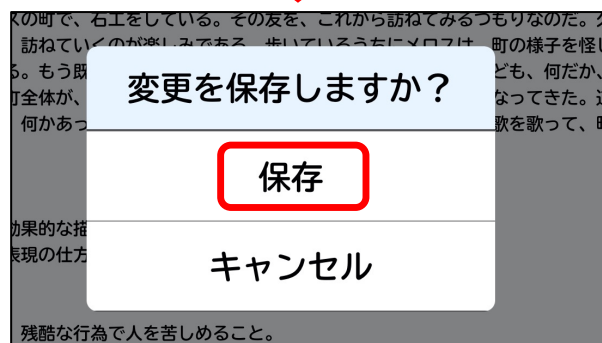 スの町で、石工をしている。その友を、これから訪ねてみるつもりなのだ。
訪ねていくのが楽しみである。歩いているうちにメロスは、町の様子を怪し
る。もう既
ども、何だか、
町全体が、
なってきた。
何かあっ
歌を歌って、
変更を保存しますか？
保存
キャンセル
効果的な描
表現の仕方
残酷な行為で人を苦しめること。